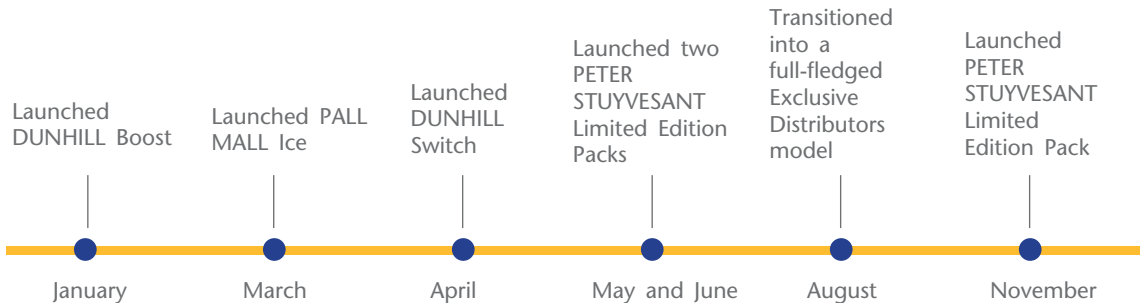 Launched
DUNHILL Boost
Launched PALL
MALL Ice
Launched
DUNHILL
Switch
Launched two
PETER
STUYVESANT
Limited Edition
Packs
Transitioned
into a
full-fledged
Exclusive
Distributors
model
Launched
PETER
STUYVESANT
Limited
Edition Pack
January
March
April
May and June
August
November